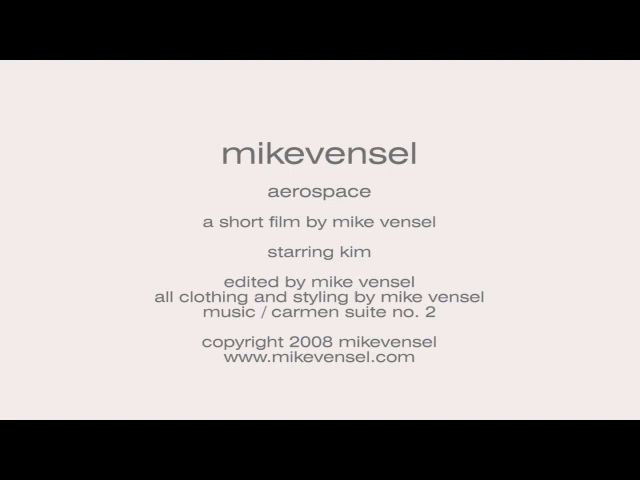 mikevensel
aerospace
a short film by mike vensel
starring kim
edited by mike vensel
all clothing and styling by mike vensel
music / carmen suite no. 2
copyright 2008 mikevensel
www.mikevensel.com